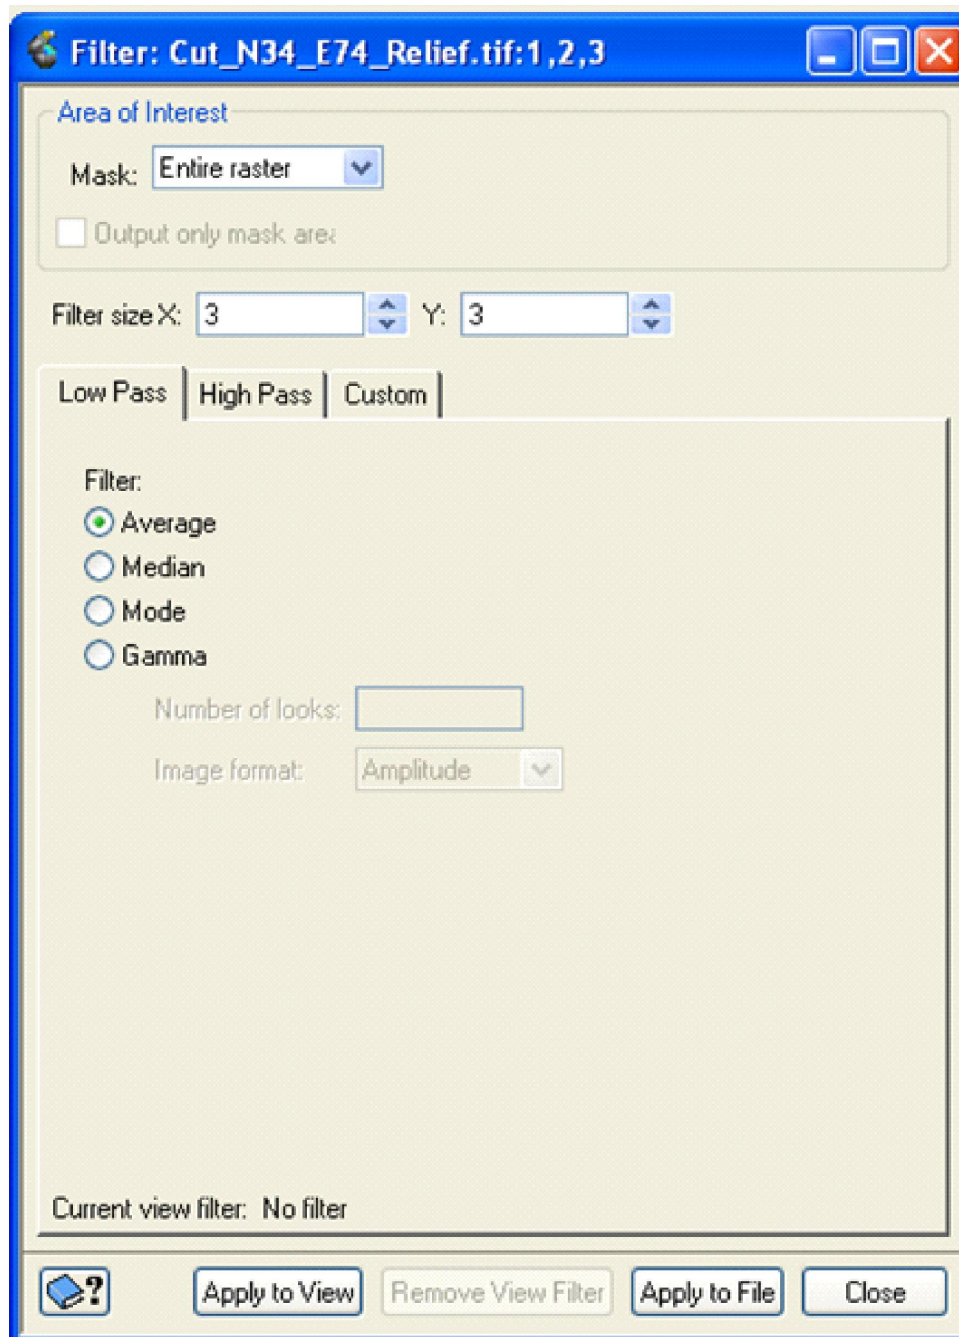 Filter: Cut_N34_E74_Relief.tif:1,2,3
Area of Interest
Mask: Entire raster
Output only mask area
Filter size X: 3 Y: 3
Low Pass High Pass Custom
Filter:
Average
Median
Mode
Gamma
Number of looks:
Image format: Amplitude
Current view filter: No filter
? Apply to View Remove View Filter Apply to File Close